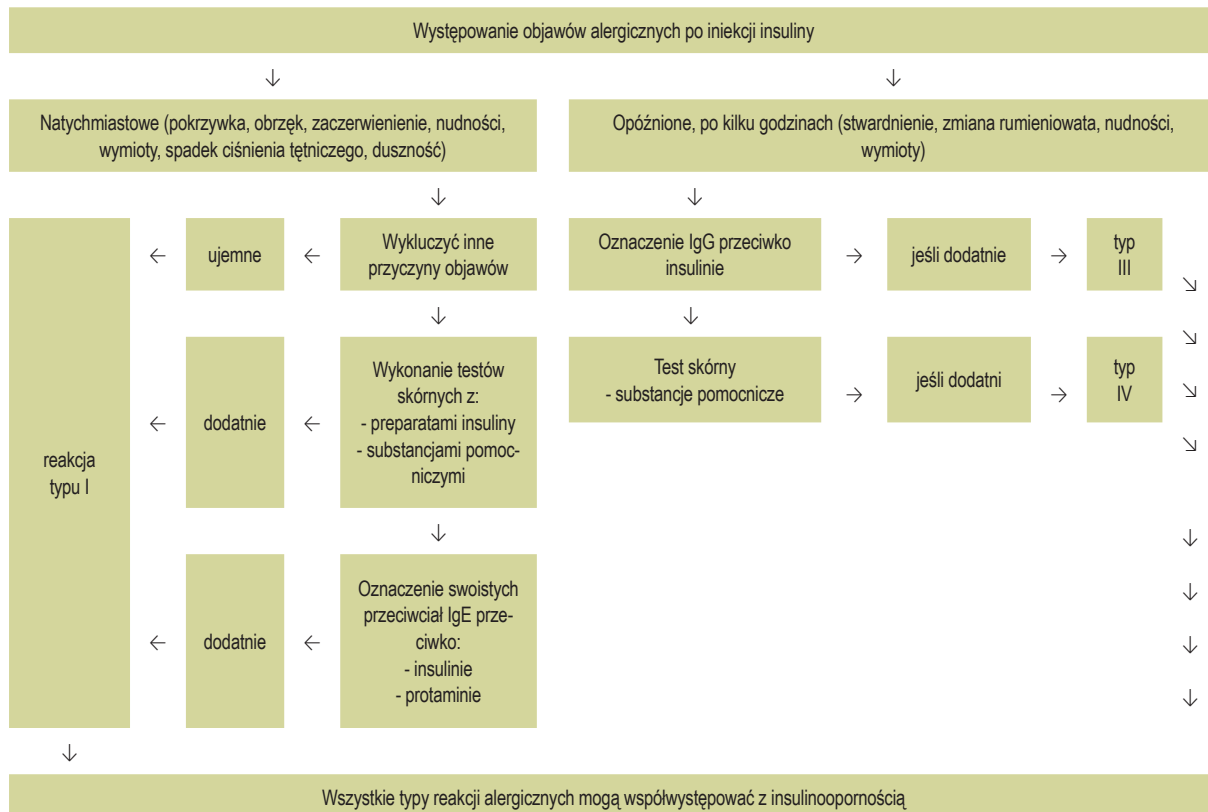 Występowanie objawów alergicznych po iniekcji insuliny
Natychmiastowe (pokrzywka, obrzęk, zaczerwienienie, nudności,
wymioty, spadek ciśnienia tętniczego, duszność)
Opóźnione, po kilku godzinach (stwardnienie, zmiana rumieniowata, nudności,
wymioty)
reakcja
typu I
ujemne
Wykluczyć inne
przyczyny objawów
Oznaczenie IgG przeciwko
insulinie
jeśli dodatnie
typ
III
dodatnie
Wykonanie testów
skórnych z:
- preparatami insuliny
- substancjami pomoc-
niczymi
Test skórny
- substancje pomocnicze
jeśli dodatni
typ
IV
dodatnie
Oznaczenie swoistych
przeciwciał IgE prze-
ciwko:
- insulinie
- protaminie
Wszystkie typy reakcji alergicznych mogą współwystępować z insulinoopornością